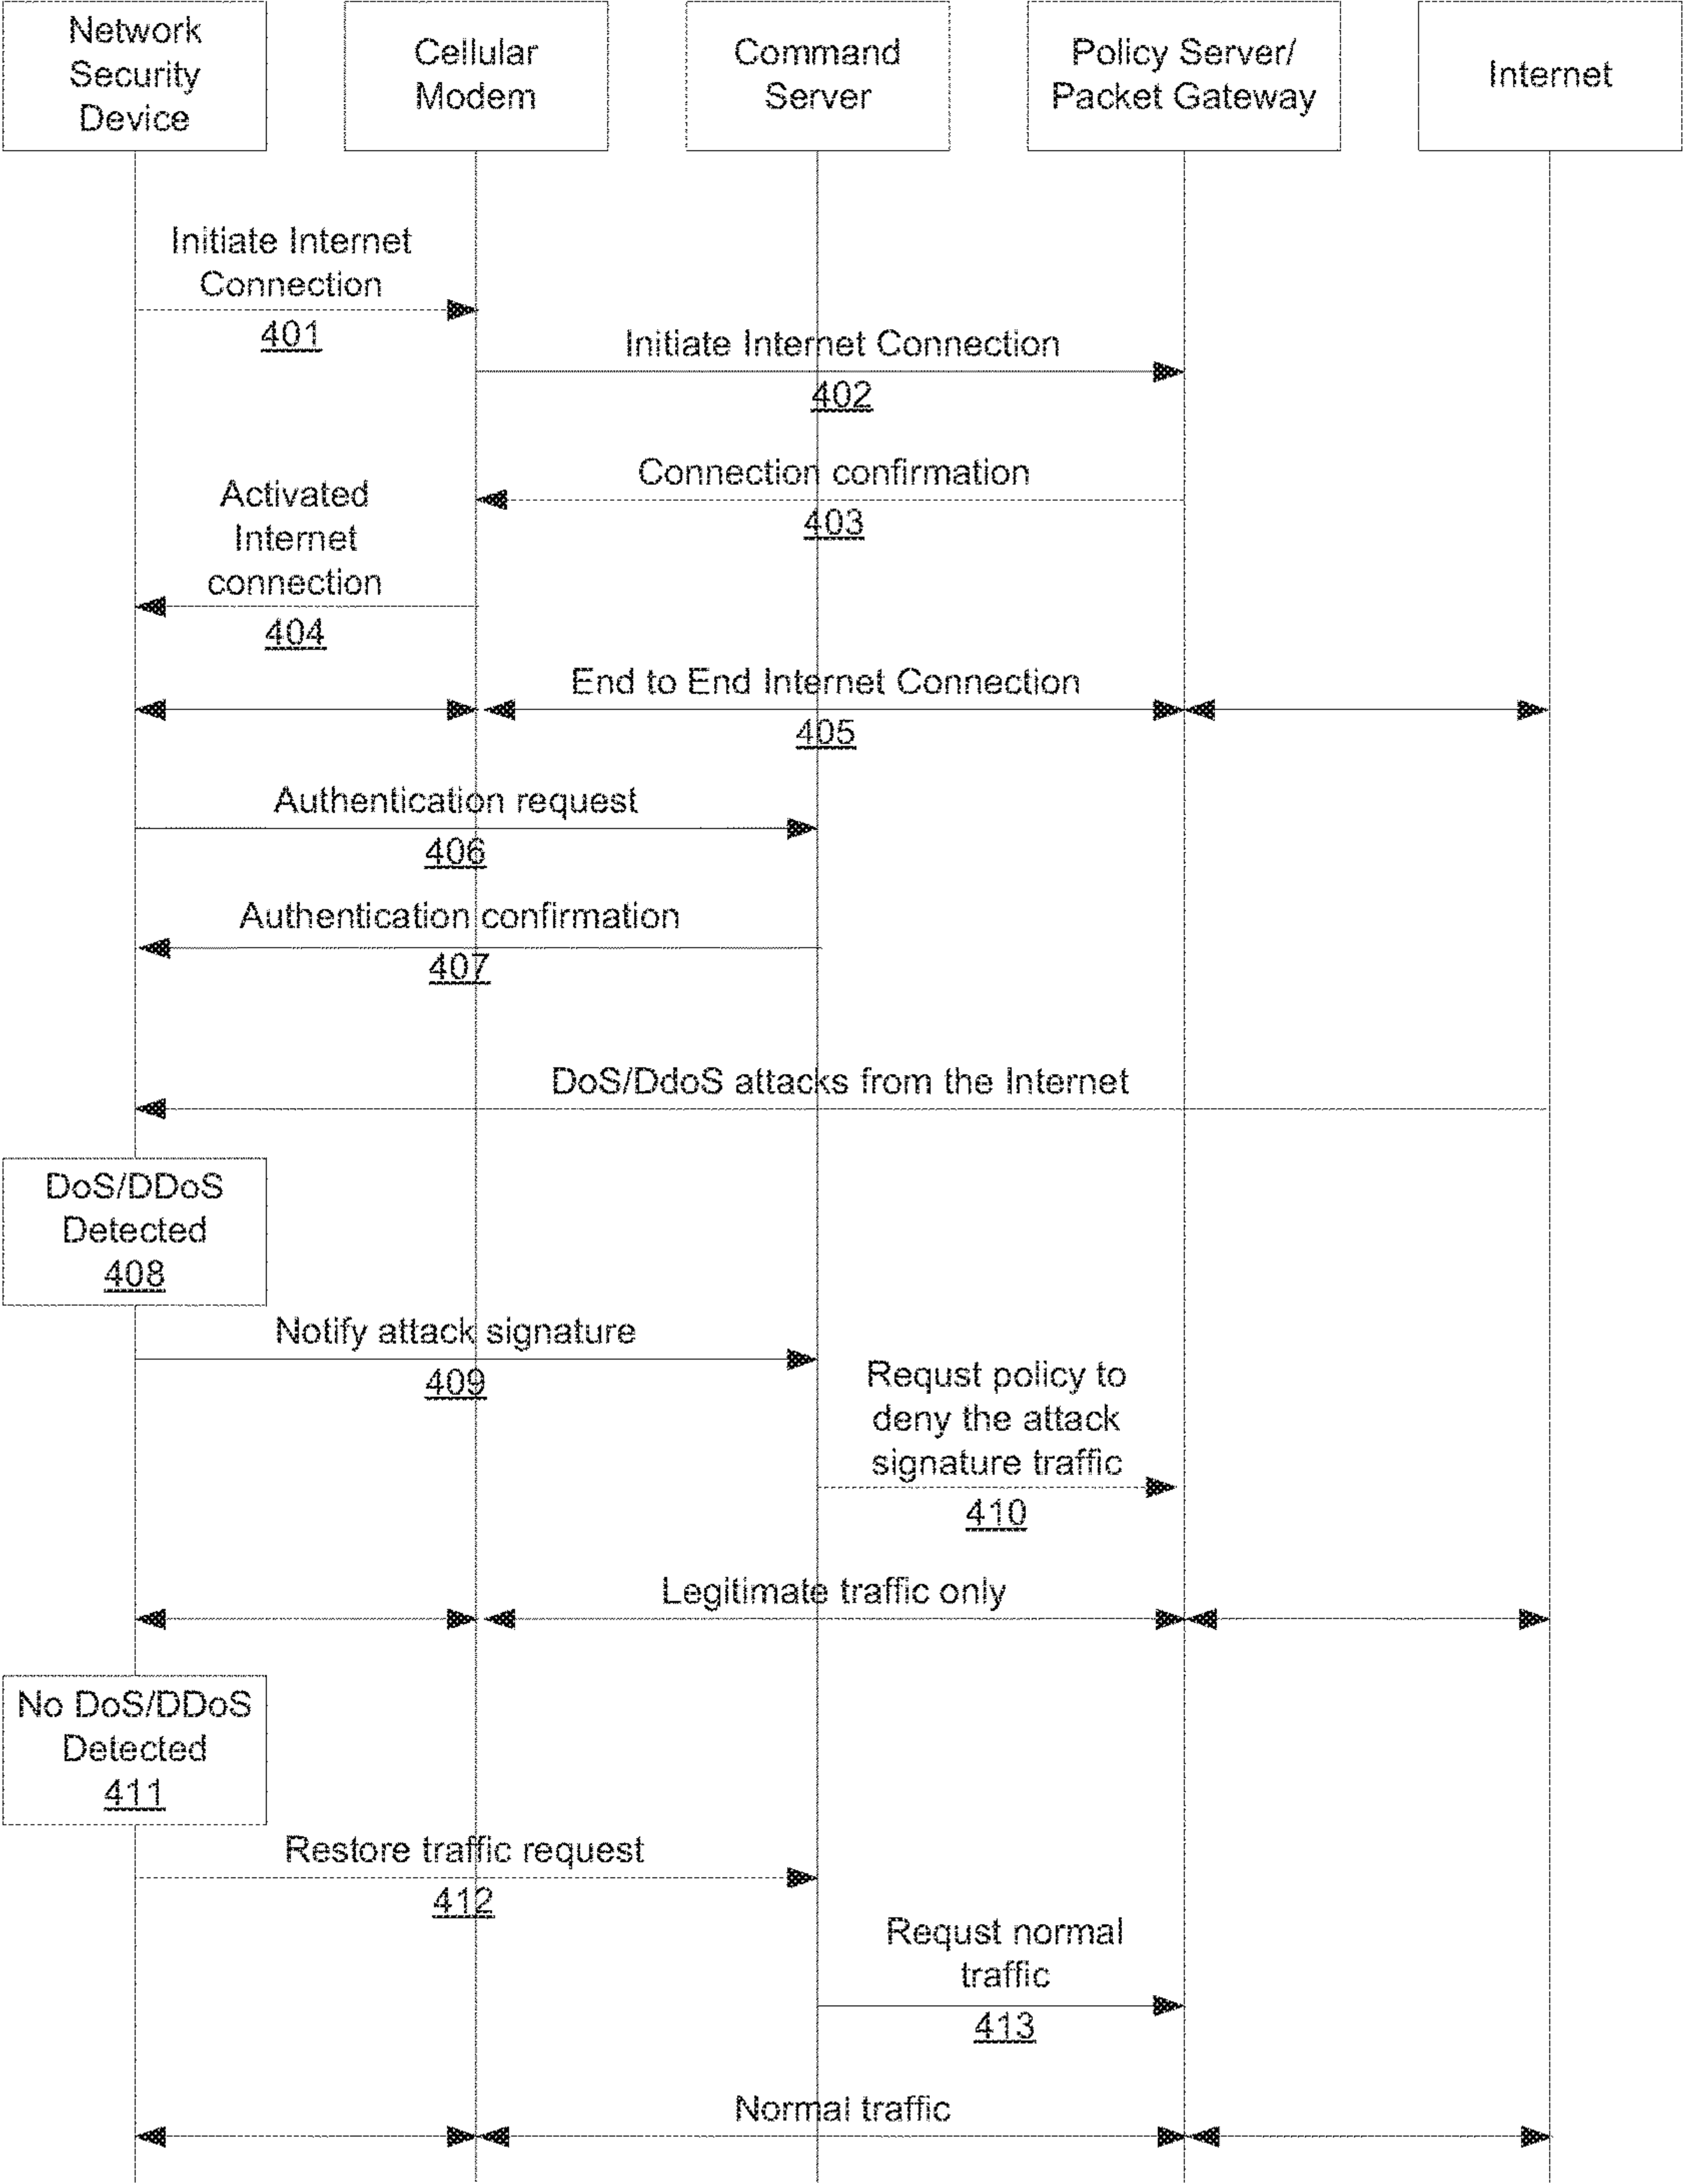 Network
Security
Device
Cellular
Modem
Command
Server
Policy Server/
Packet Gateway
Internet
Initiate Internet
Connection
401
Initiate Internet Connection
402
Connection confirmation
403
Activated
Internet
connection
404
End to End Internet Connection
405
Authentication request
406
Authentication confirmation
407
DoS/DdoS attacks from the Internet
DoS/DDoS
Detected
408
Notify attack signature
409
Requst policy to
deny the attack
signature traffic
410
Legitimate traffic only
No DoS/DDoS
Detected
411
Restore traffic request
412
Requst normal
traffic
413
Normal traffic